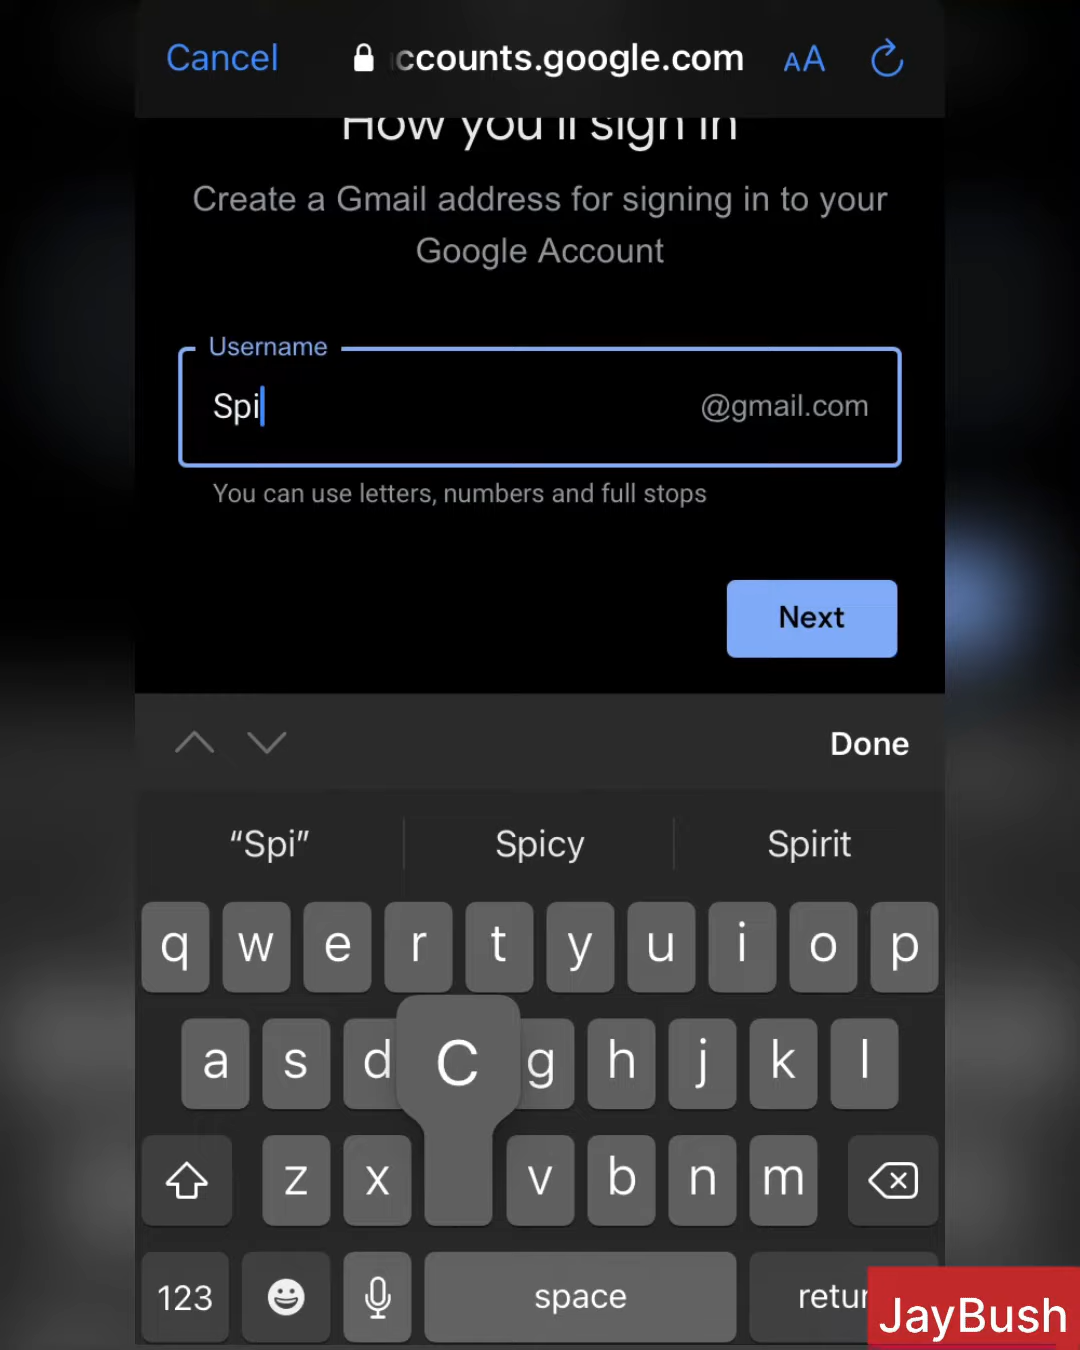 Cancel
ccounts.google.com
AA
How you'll sign in
Create a Gmail address for signing in to your
Google Account
Username
Spi
@gmail.com
You can use letters, numbers and full stops
Next
Done
“Spi”
Spicy
Spirit
q w e r t y u i o p
a s d C g h j k l
z x v b n m
123
space
retur
JayBush